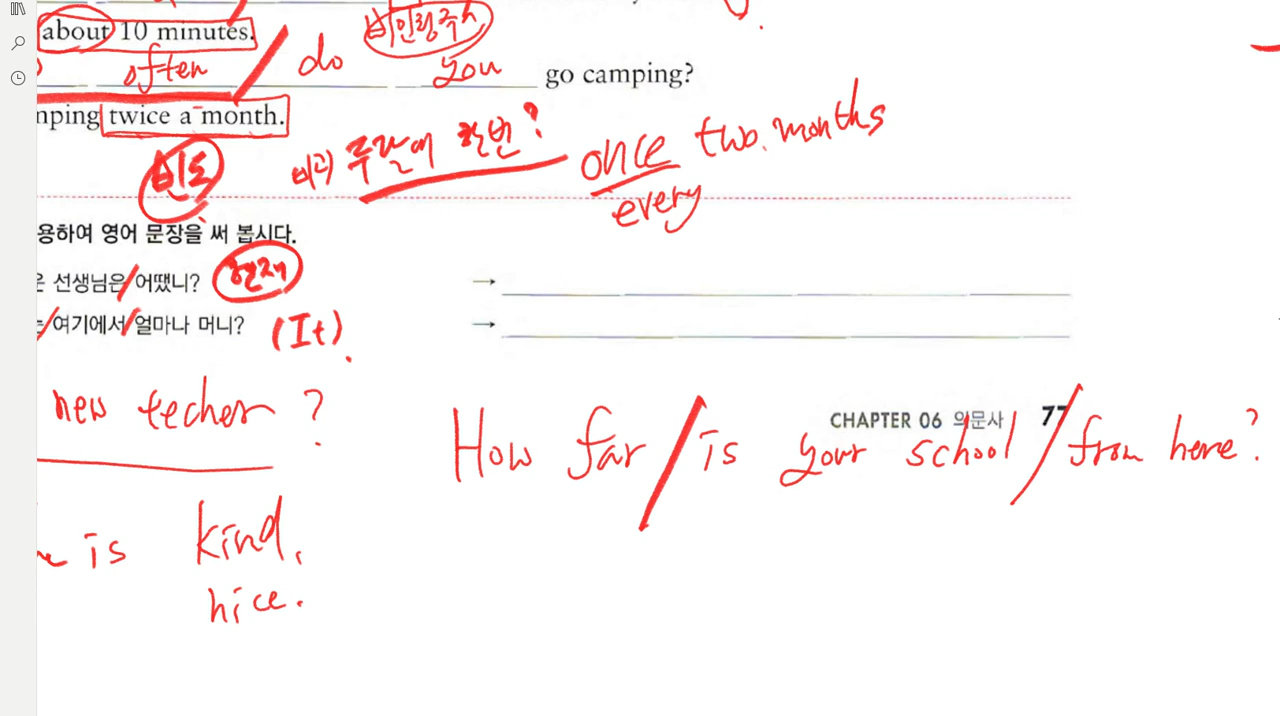 about 10 minutes.
비인칭주어
often do you go camping?
nping twice a month.
빈도
비교 두달에 한번?
once two. months
every
용하여 영어 문장을 써 봅시다.
선생님은/어땠니? 현재 →
/여기에서/얼마나 머니? (It). →
new techer ?
CHAPTER 06 의문사 77
How far/is your school/from here?
is kind,
nice.